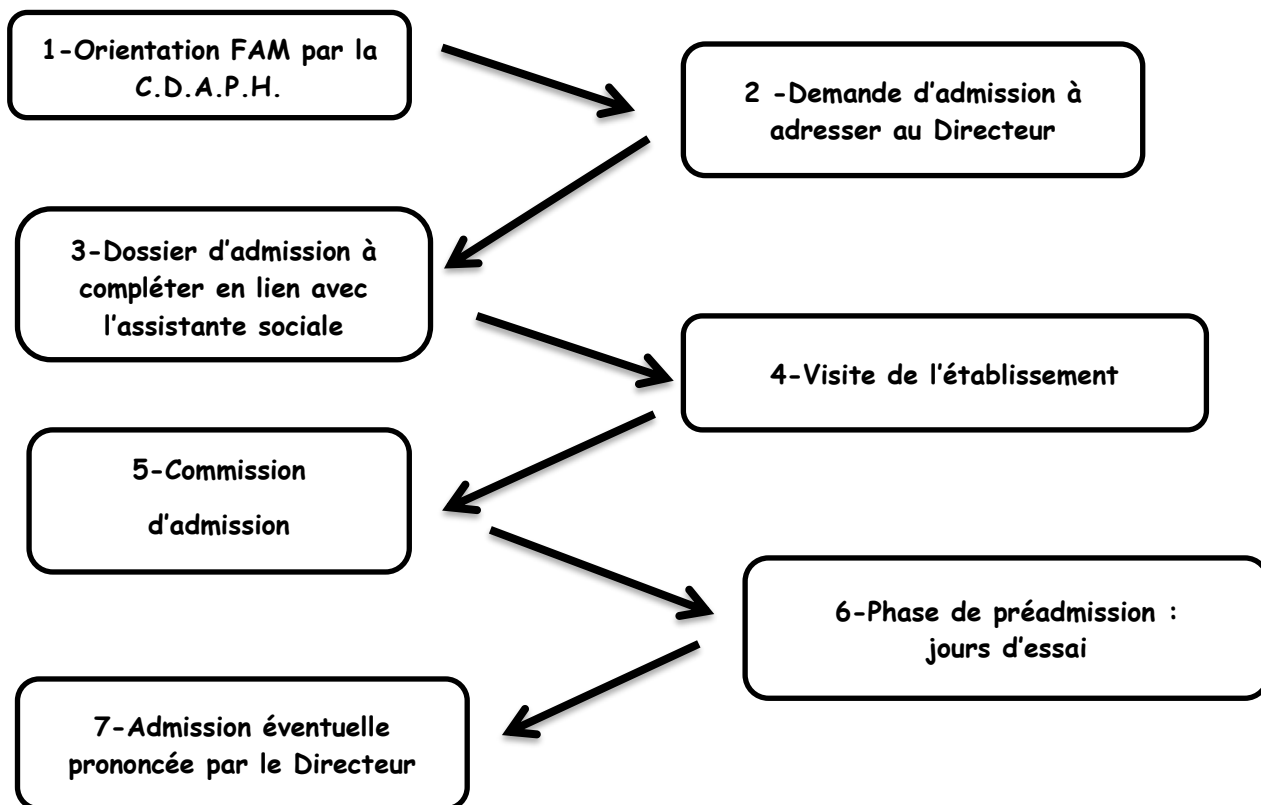 1-Orientation FAM par la
C.D.A.P.H.
2 -Demande d'admission à
adresser au Directeur
3-Dossier d'admission à
compléter en lien avec
l'assistante sociale
4-Visite de l'établissement
5-Commission
d'admission
6-Phase de préadmission :
jours d'essai
7-Admission éventuelle
prononcée par le Directeur